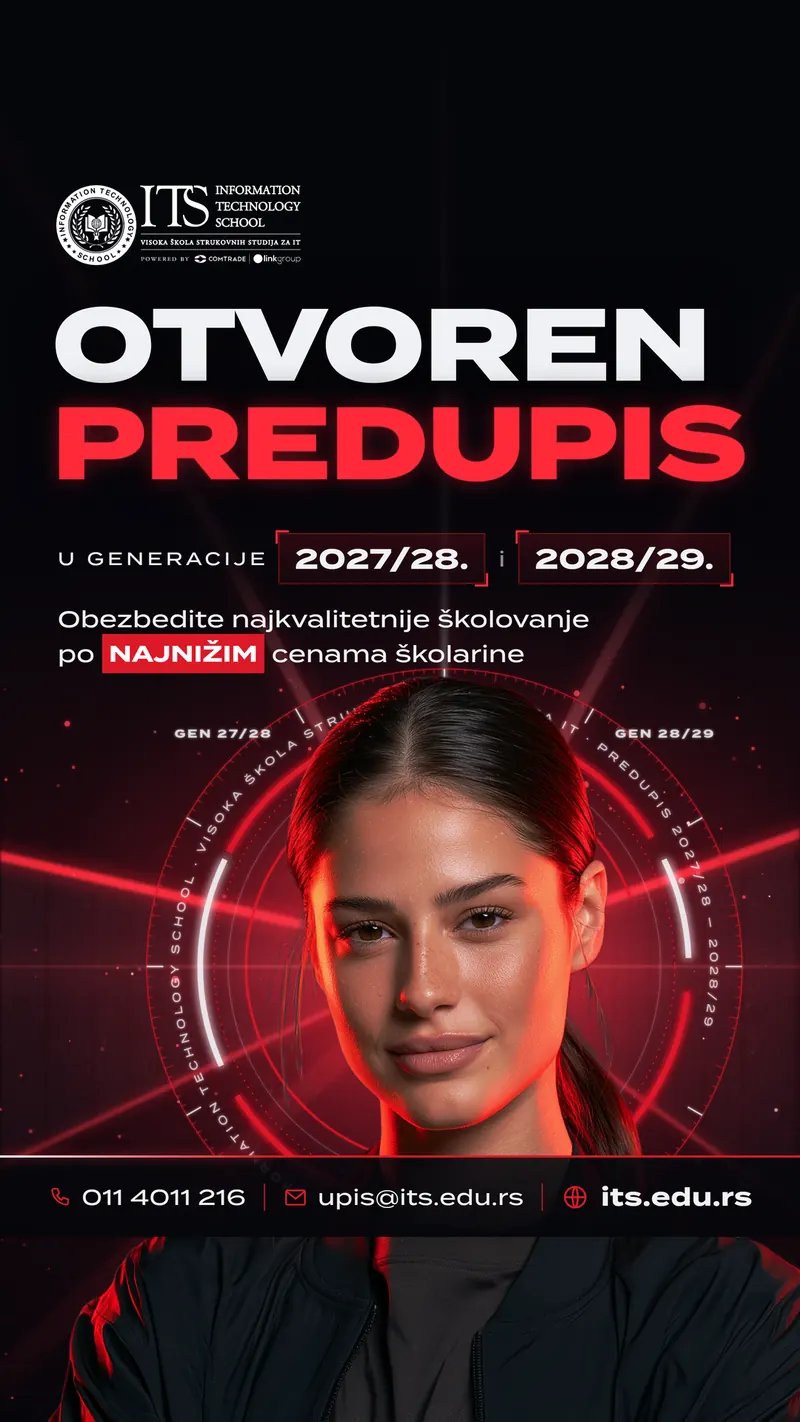 INFORMATION TECHNOLOGY
SCHOOL
ITS
INFORMATION
TECHNOLOGY
SCHOOL
VISOKA ŠKOLA STRUKOVNIH STUDIJA ZA IT
POWERED BY COMTRADE | linkgroup
OTVOREN
PREDUPIS
U GENERACIJE 2027/28. i 2028/29.
Obezbedite najkvalitetnije školovanje
po NAJNIŽIM cenama školarine
GEN 27/28
GEN 28/29
TECHNOLOGY SCHOOL · VISOKA ŠKOLA
IT · PREDUPIS 2027/28 — 2028/29 ·
011 4011 216 | upis@its.edu.rs | its.edu.rs